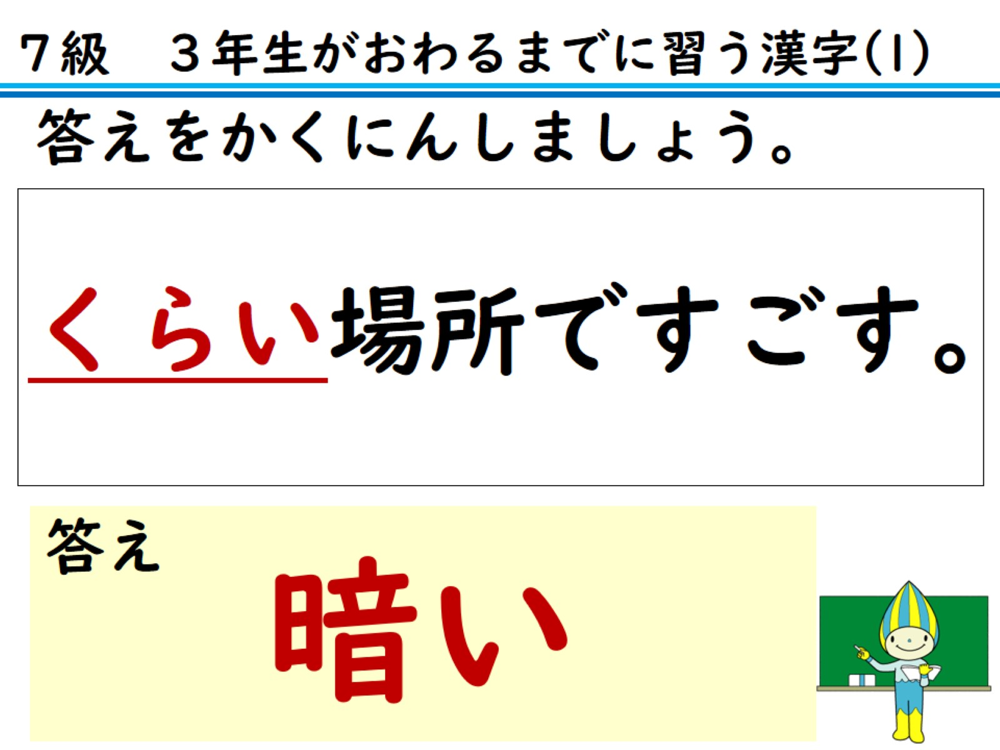 ７級　３年生がおわるまでに習う漢字(1)
答えをかくにんしましょう。
くらい場所ですごす。
答え
暗い